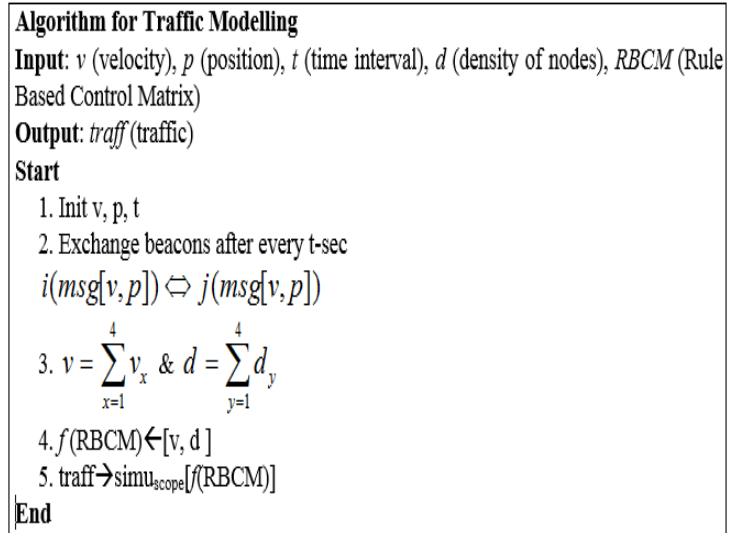 Algorithm for Traffic Modelling
Input: v (velocity), p (position), t (time interval), d (density of nodes), RBCM (Rule
Based Control Matrix)
Output: traff (traffic)
Start
1. Init v, p, t
2. Exchange beacons after every t-sec
i(msg[v,p]) ⇔ j(msg[v,p])
3. v = ∑_{x=1}^{4} v_x & d = ∑_{y=1}^{4} d_y
4. f (RBCM)←[v, d ]
5. traff→simu_{scope}[f(RBCM)]
End